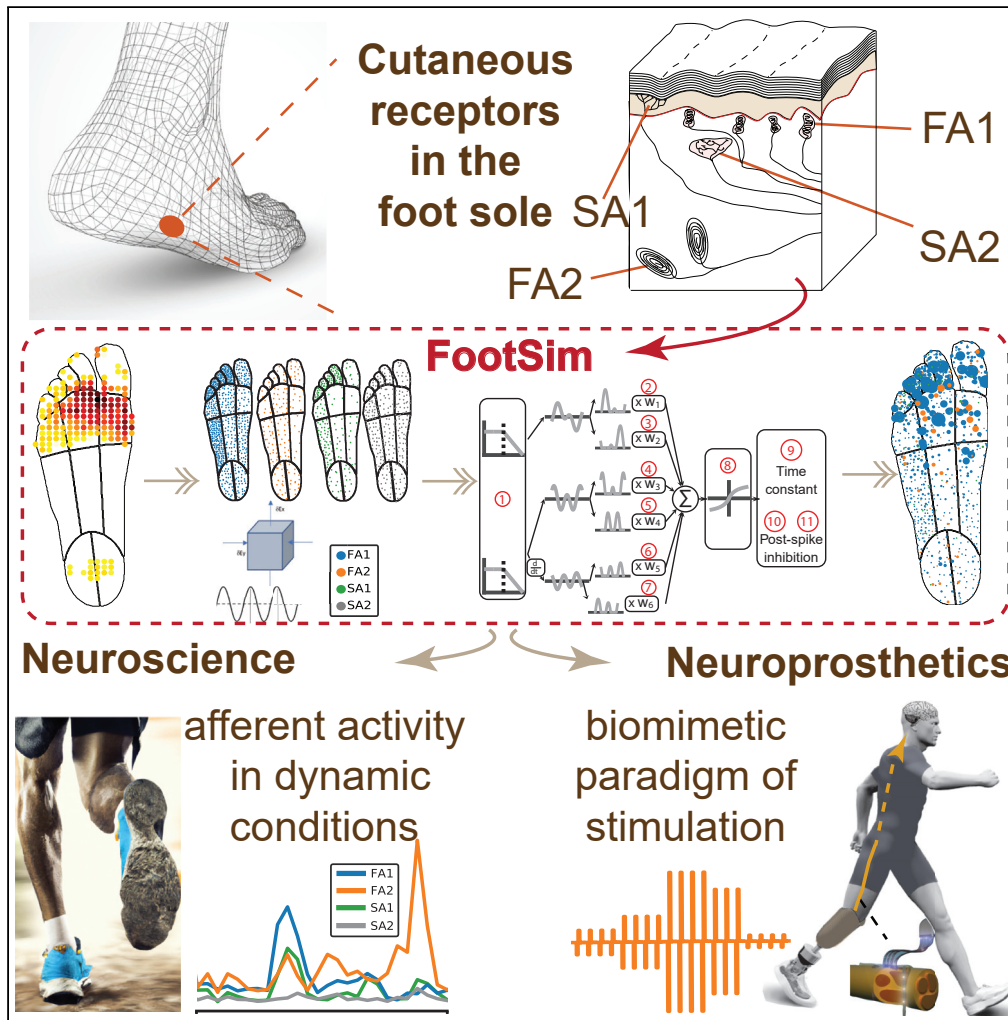 Cutaneous
receptors
in the
foot sole
FA1
SA1
SA2
FA2
FootSim
FA1
FA2
SA1
SA2
1
2
x W1
3
x W2
4
x W3
5
x W4
6
x W5
7
x W6
Σ
8
9
Time
constant
10 11
Post-spike
inhibition
Neuroscience
Neuroprosthetics
afferent activity
in dynamic
conditions
biomimetic
paradigm of
stimulation
FA1
FA2
SA1
SA2